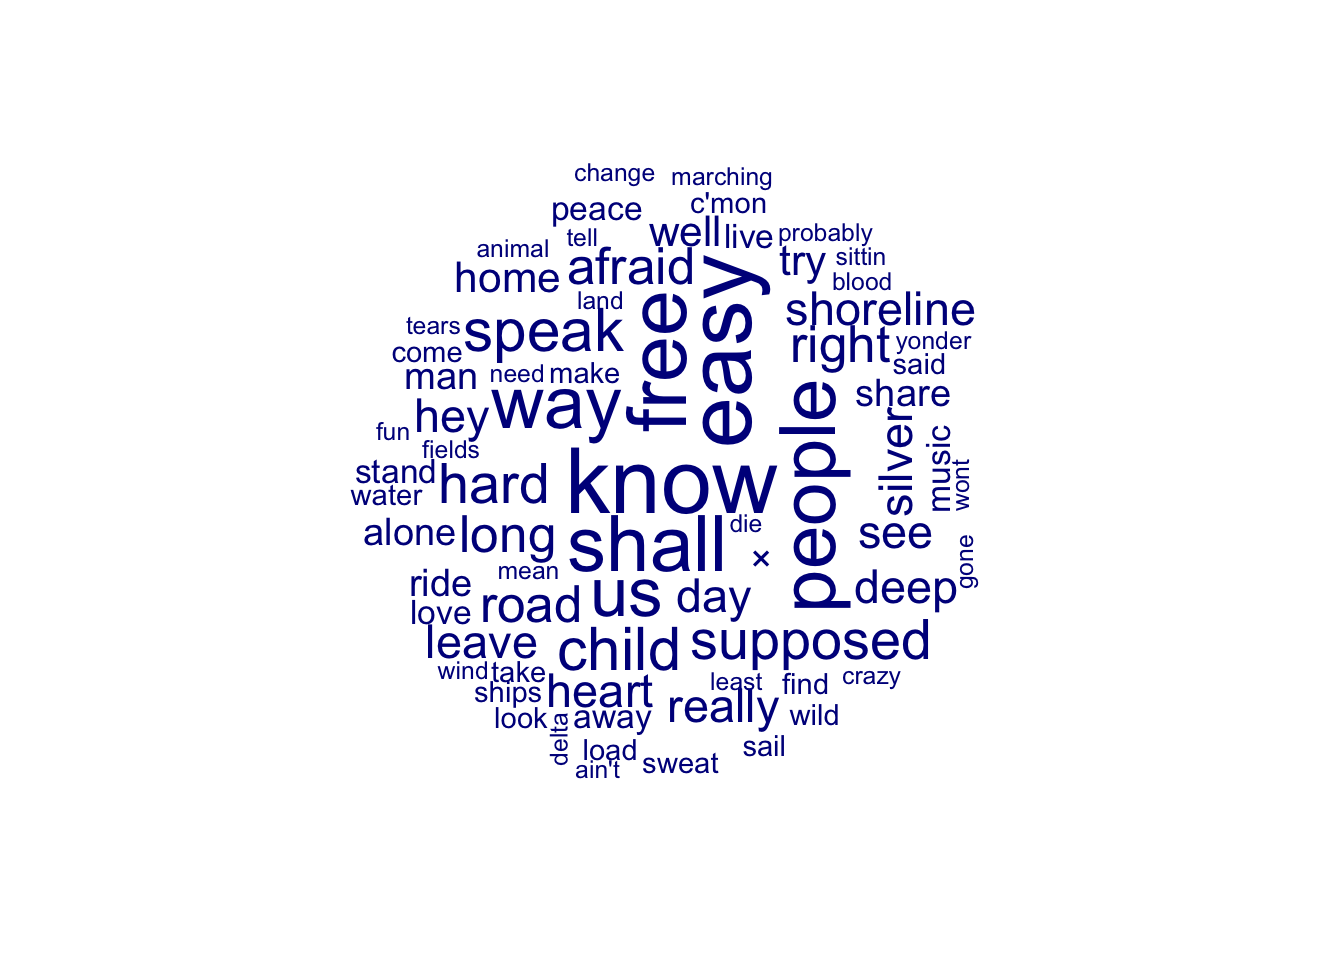 change
marching
peace
c'mon
tell
well
live
probably
animal
afraid
easy
try
sittin
home
blood
land
free
shoreline
tears
speak
right
yonder
come
said
man
need
make
way
people
share
hey
silver
music
fun
fields
stand
hard
know
wont
water
alone
long
shall
die
see
×
gone
mean
ride
us
day
deep
love
road
leave
child
supposed
wind
take
least
find
crazy
ships
heart
really
look
away
wild
delta
load
sail
ain't
sweat